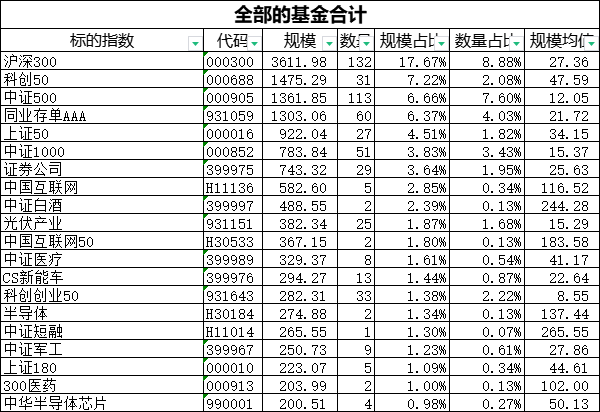 全部的基金合计
标的指数 代码 规模 数量 规模占比 数量占比 规模均值
沪深300 000300 3611.98 132 17.67% 8.88% 27.36
科创50 000688 1475.29 31 7.22% 2.08% 47.59
中证500 000905 1361.85 113 6.66% 7.60% 12.05
同业存单AAA 931059 1303.06 60 6.37% 4.03% 21.72
上证50 000016 922.04 27 4.51% 1.82% 34.15
中证1000 000852 783.84 51 3.83% 3.43% 15.37
证券公司 399975 743.32 29 3.64% 1.95% 25.63
中国互联网 H11136 582.60 5 2.85% 0.34% 116.52
中证白酒 399997 488.55 2 2.39% 0.13% 244.28
光伏产业 931151 382.34 25 1.87% 1.68% 15.29
中国互联网50 H30533 367.15 2 1.80% 0.13% 183.58
中证医疗 399989 329.37 8 1.61% 0.54% 41.17
CS新能车 399976 294.27 13 1.44% 0.87% 22.64
科创创业50 931643 282.31 33 1.38% 2.22% 8.55
半导体 H30184 274.88 2 1.34% 0.13% 137.44
中证短融 H11014 265.55 1 1.30% 0.07% 265.55
中证军工 399967 250.73 9 1.23% 0.61% 27.86
上证180 000010 223.07 5 1.09% 0.34% 44.61
300医药 000913 203.99 2 1.00% 0.13% 102.00
中华半导体芯片 990001 200.51 4 0.98% 0.27% 50.13